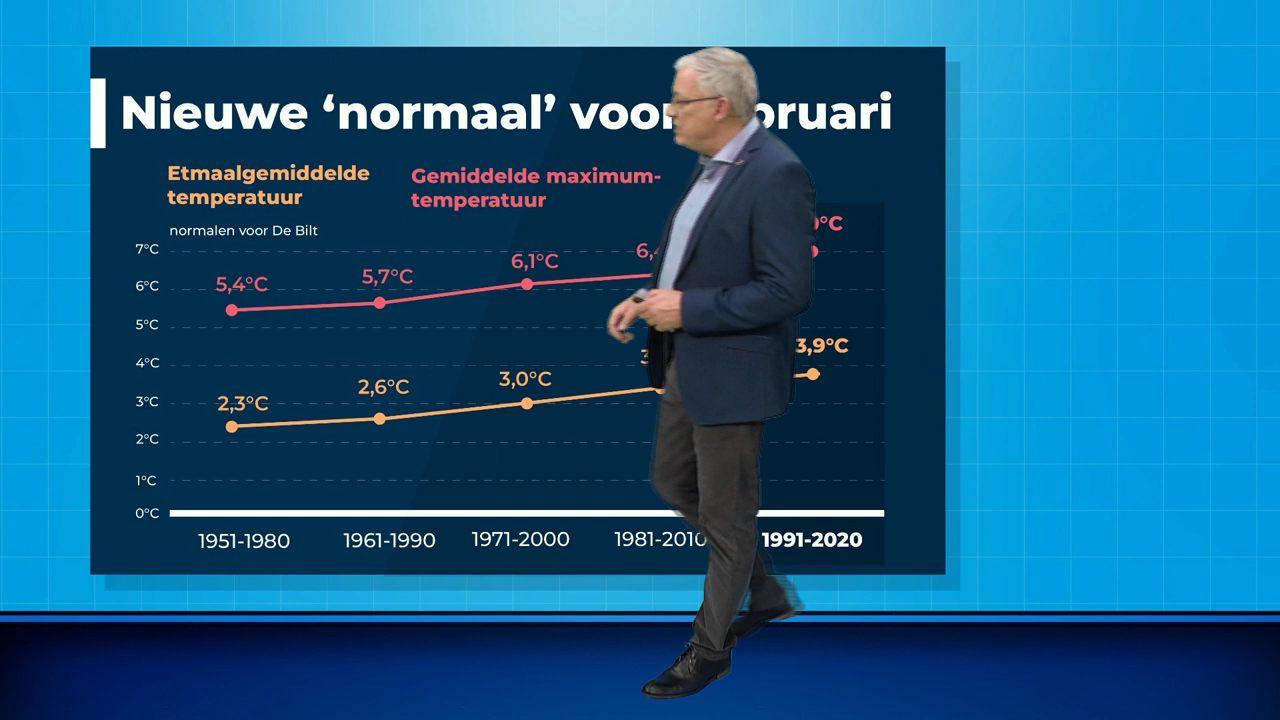 Nieuwe ‘normaal’ voor
Etmaalgemiddelde
temperatuur
Gemiddelde maximum-
temperatuur
normalen voor De Bilt
7°C
6°C
5°C
4°C
3°C
2°C
1°C
0°C
5,4°C
5,7°C
6,1°C
2,3°C
2,6°C
3,0°C
3,9°C
1951-1980
1961-1990
1971-2000
1981-2010
1991-2020